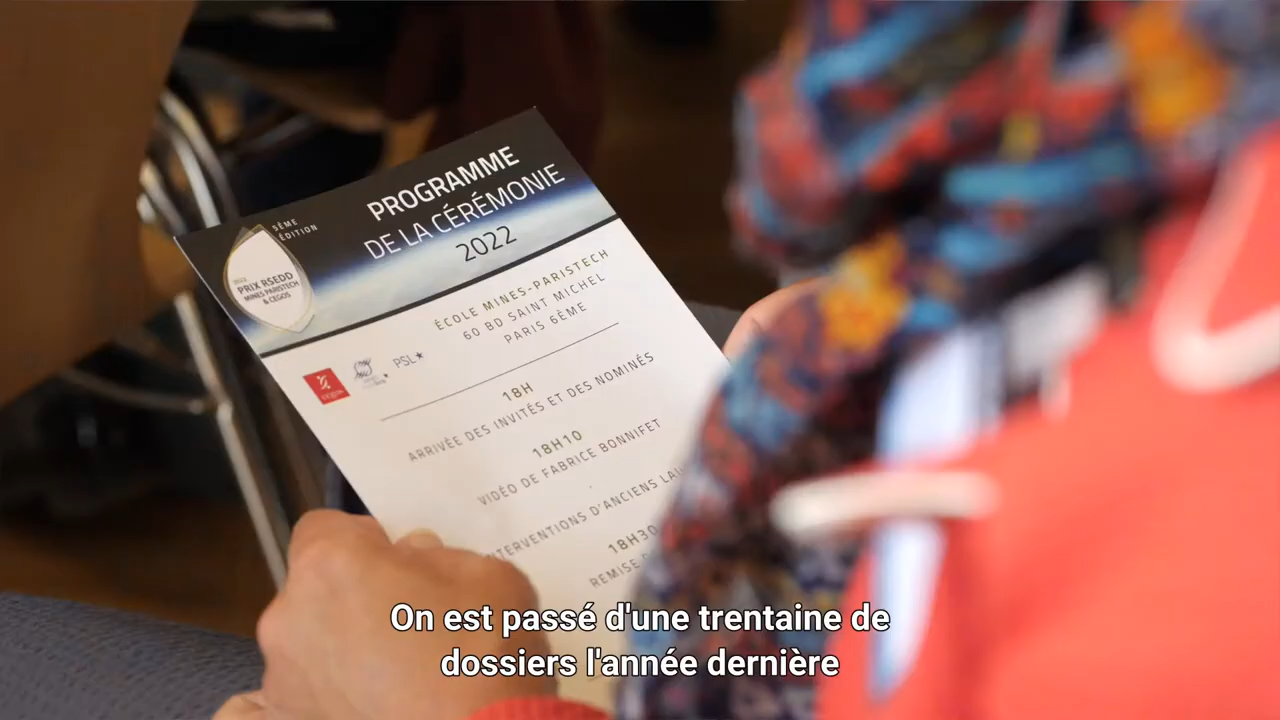 PROGRAMME
DE LA CÉRÉMONIE
2022
5ÈME
ÉDITION
PRIX RSEDD
MINES PARISTECH
& CEGOS
ÉCOLE MINES-PARISTECH
60 BD SAINT MICHEL
PARIS 6ÈME
PSL★
18H
ARRIVÉE DES INVITÉS ET DES NOMINÉS
18H10
VIDÉO DE FABRICE BONNIFET
INTERVENTIONS D'ANCIENS
18H30
REMISE
On est passé d'une trentaine de
dossiers l'année dernière